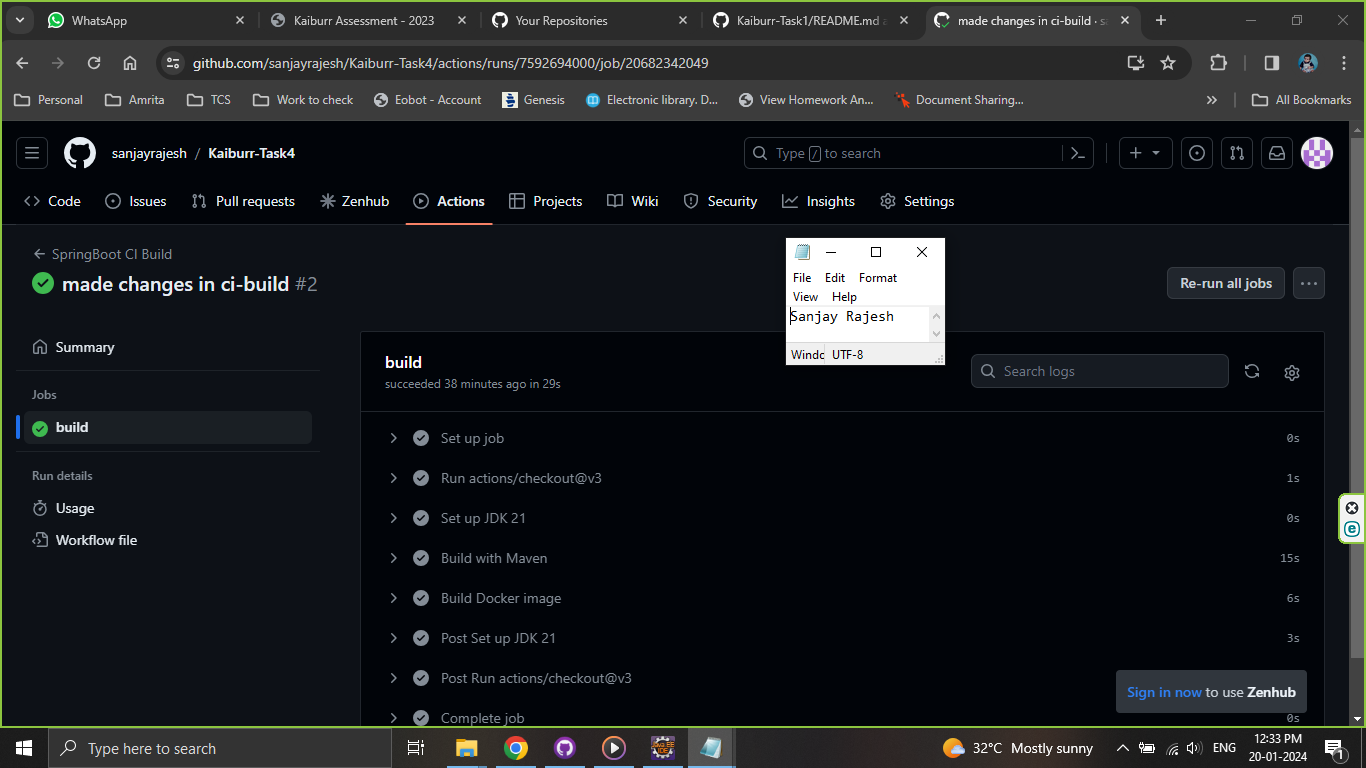 WhatsApp
Kaiburr Assessment - 2023
Your Repositories
Kaiburr-Task1/README.md a
made changes in ci-build · s
github.com/sanjayrajesh/Kaiburr-Task4/actions/runs/7592694000/job/20682342049
Personal
Amrita
TCS
Work to check
Eobot - Account
Genesis
Electronic library. D...
View Homework An...
Document Sharing...
»
All Bookmarks
sanjayrajesh / Kaiburr-Task4
Type / to search
Code
Issues
Pull requests
Zenhub
Actions
Projects
Wiki
Security
Insights
Settings
SpringBoot CI Build
made changes in ci-build #2
Re-run all jobs
File Edit Format
View Help
Sanjay Rajesh
Windc UTF-8
Summary
Jobs
build
Run details
Usage
Workflow file
build
succeeded 38 minutes ago in 29s
Search logs
Set up job 0s
Run actions/checkout@v3 1s
Set up JDK 21 0s
Build with Maven 15s
Build Docker image 6s
Post Set up JDK 21 3s
Post Run actions/checkout@v3
Complete job 0s
Sign in now to use Zenhub
Type here to search
32°C Mostly sunny
ENG
12:33 PM
20-01-2024
1